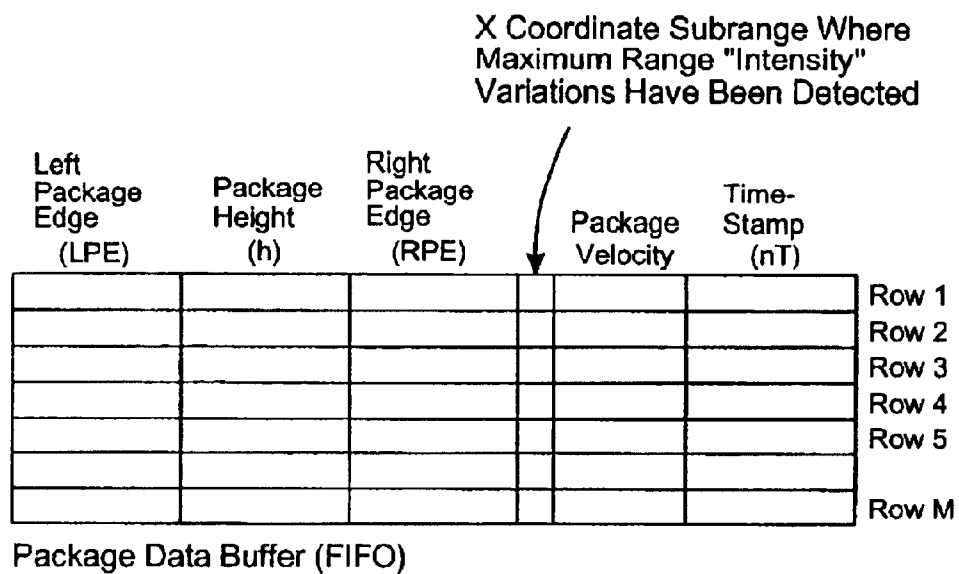 X Coordinate Subrange Where
Maximum Range "Intensity"
Variations Have Been Detected
Left
Package
Edge
(LPE)
Package
Height
(h)
Right
Package
Edge
(RPE)
Package
Velocity
Time-
Stamp
(nT)
Row 1
Row 2
Row 3
Row 4
Row 5
Row M
Package Data Buffer (FIFO)